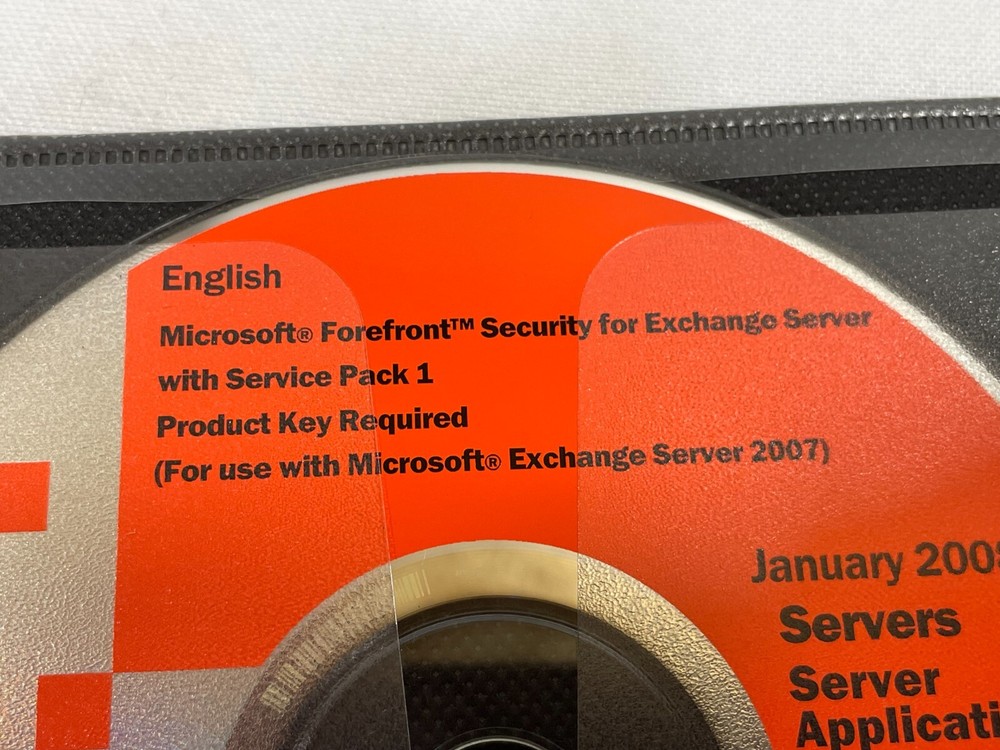 English
Microsoft® Forefront™ Security for Exchange Server
with Service Pack 1
Product Key Required
(For use with Microsoft® Exchange Server 2007)
January 2008
Servers
Server
Applicati